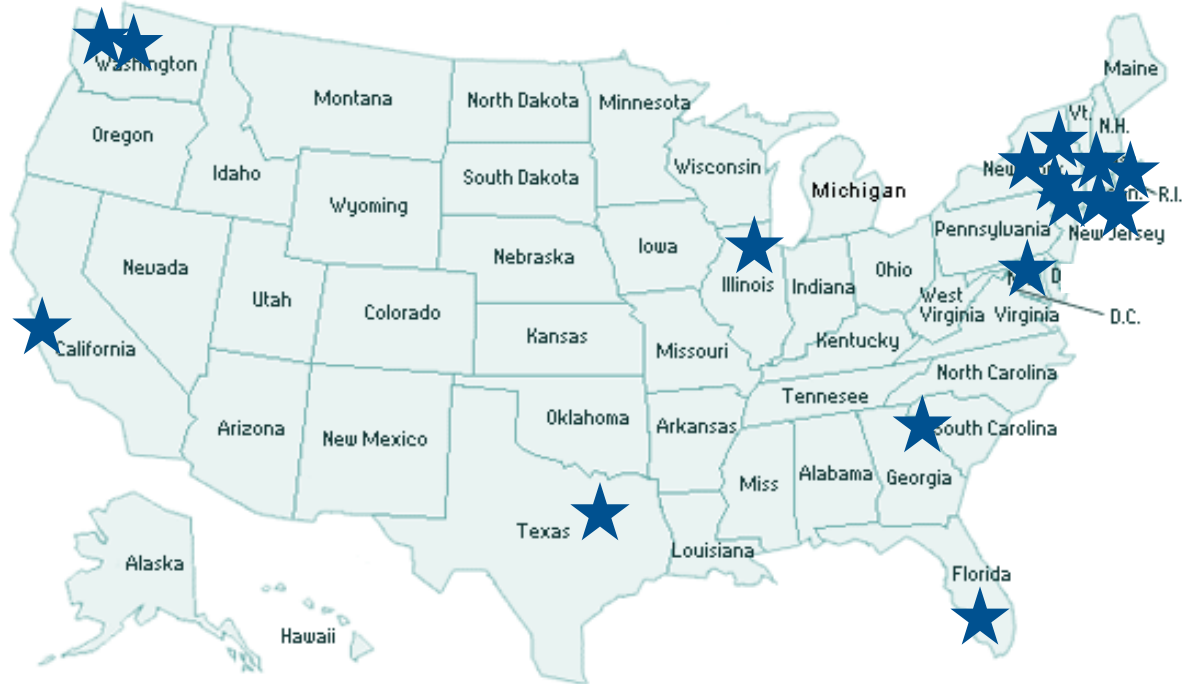 Maine
Washington
Vt.
N.H.
Montana
North Dakota
Minnesota
Oregon
Wisconsin
New
Idaho
South Dakota
Michigan
R.I.
Wyoming
Pennsylvania
New Jersey
Iowa
Nebraska
Nevada
Ohio
D
Illinois
Indiana
Utah
West
Virginia
Virginia
Colorado
D.C.
Kansas
Kentucky
California
Missouri
North Carolina
Tennesee
Oklahoma
Arizona
New Mexico
Arkansas
South Carolina
Alabama
Georgia
Miss
Texas
Louisiana
Alaska
Florida
Hawaii